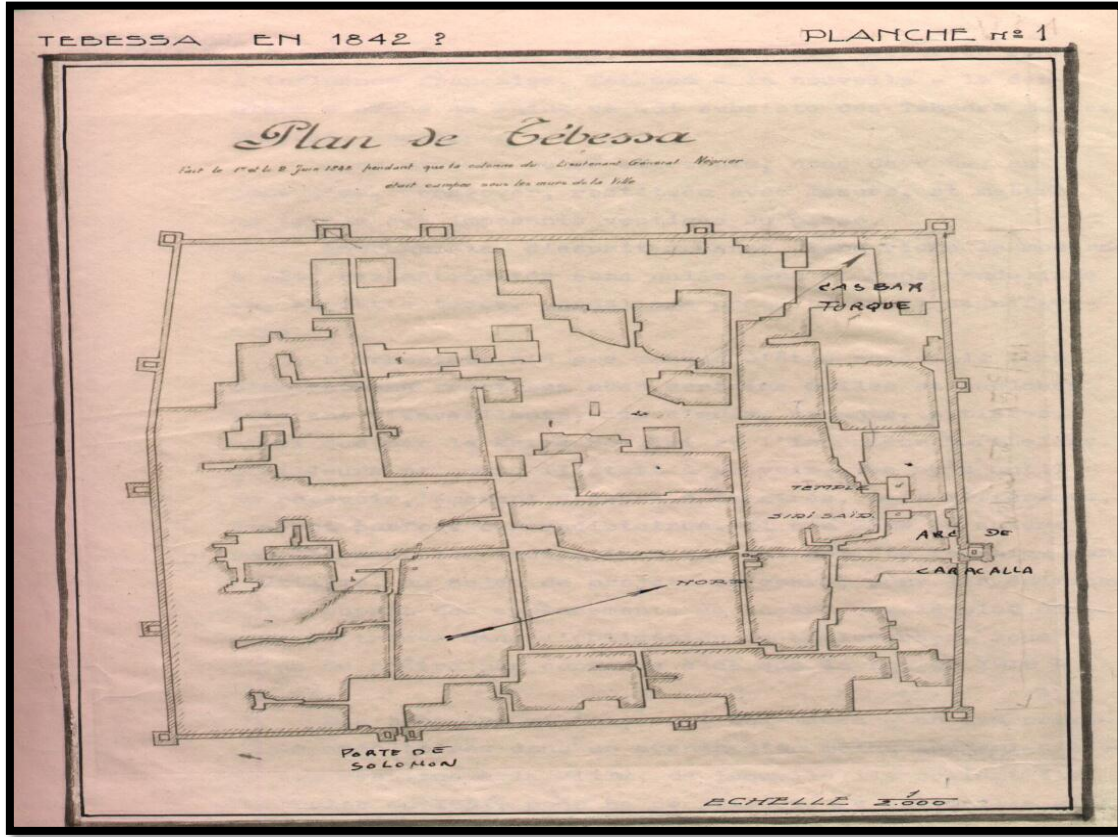 TEBESSA EN 1842 ?
PLANCHE Nº 1
Plan de Tébessa
Fait le 1er et le 2 Juin 1842 pendant que la colonne du Lieutenant Général Négrier
était campée sous les murs de la Ville
CASBAH
TURQUE
TEMPLE
SIDI SAÏD.
ARC DE
CARACALLA
NORD.
PORTE DE
SOLOMON
ECHELLE 1/2.000